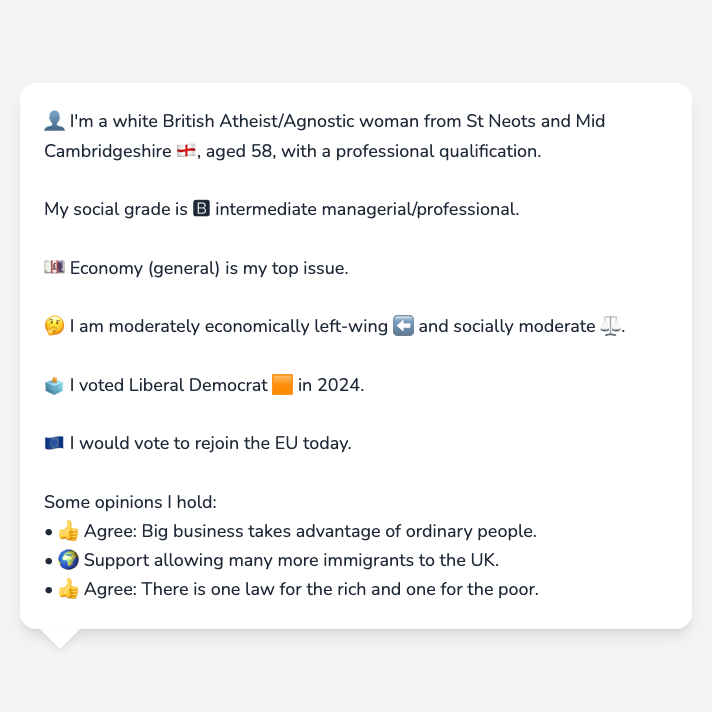 👤 I'm a white British Atheist/Agnostic woman from St Neots and Mid
Cambridgeshire 🏴󠁧󠁢󠁥󠁮󠁧󠁿, aged 58, with a professional qualification.
My social grade is 🅱 intermediate managerial/professional.
💷 Economy (general) is my top issue.
🤔 I am moderately economically left-wing ⬅️ and socially moderate ⚖️.
🗳️ I voted Liberal Democrat 🟧 in 2024.
🇪🇺 I would vote to rejoin the EU today.
Some opinions I hold:
• 👍 Agree: Big business takes advantage of ordinary people.
• 🌍 Support allowing many more immigrants to the UK.
• 👍 Agree: There is one law for the rich and one for the poor.